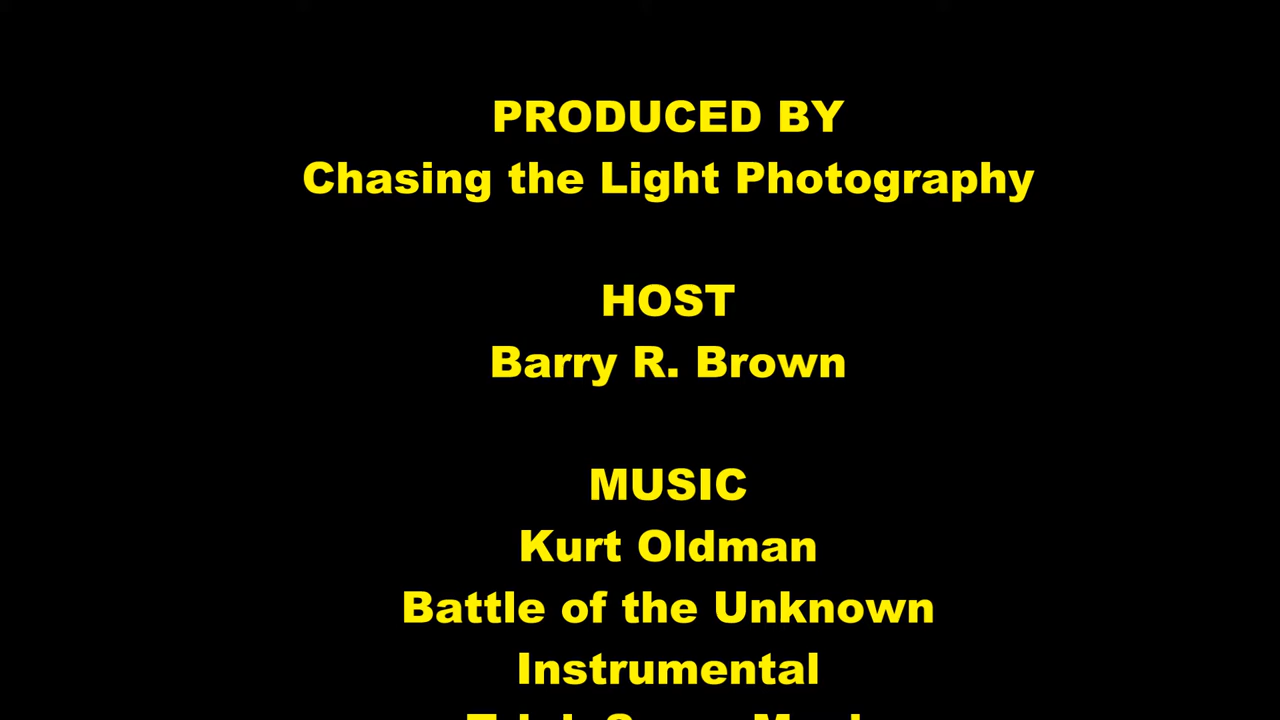 PRODUCED BY
Chasing the Light Photography
HOST
Barry R. Brown
MUSIC
Kurt Oldman
Battle of the Unknown
Instrumental